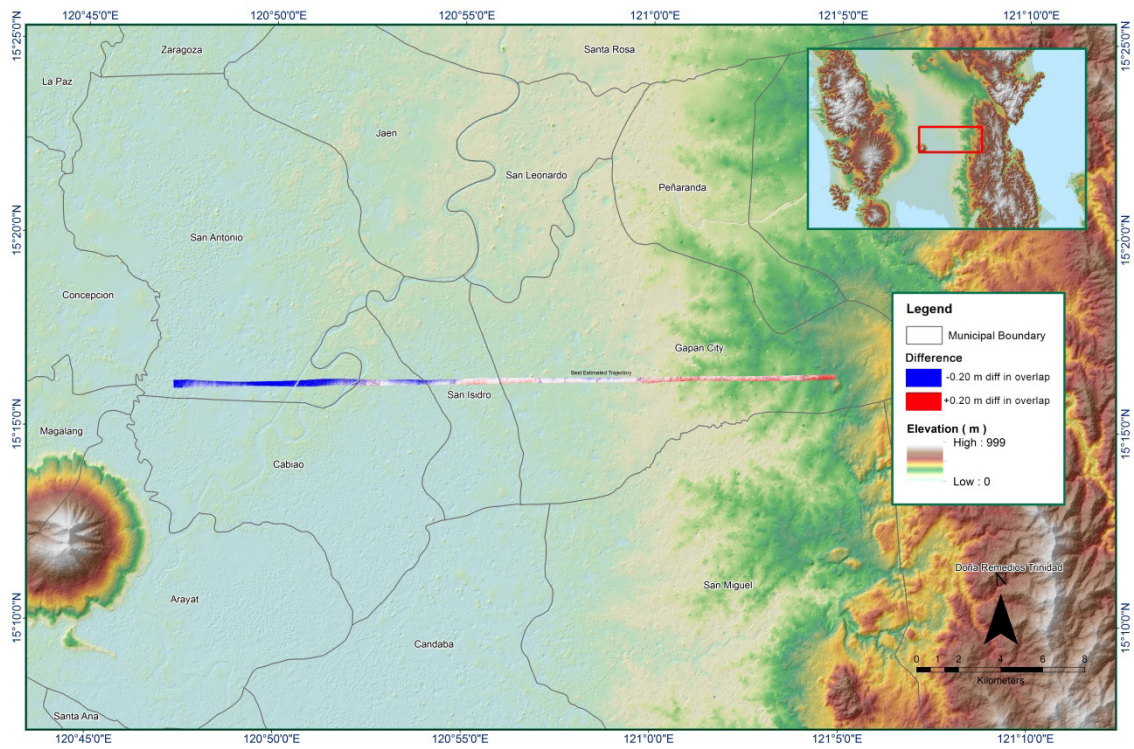 120°45'0"E 120°50'0"E 120°55'0"E 121°0'0"E 121°5'0"E 121°10'0"E
15°25'0"N
15°25'0"N
Zaragoza
Santa Rosa
La Paz
Jaen
San Leonardo
Peñaranda
15°20'0"N
15°20'0"N
San Antonio
Concepcion
Legend
Municipal Boundary
Difference
-0.20 m diff in overlap
+0.20 m diff in overlap
Elevation ( m )
High : 999
Low : 0
Gapan City
Best Estimated Trajectory
San Isidro
15°15'0"N
15°15'0"N
Magalang
Cabiao
Doña Remedios Trinidad
San Miguel
N
Arayat
15°10'0"N
15°10'0"N
Candaba
0 1 2 4 6 8
Kilometers
Santa Ana
120°45'0"E 120°50'0"E 120°55'0"E 121°0'0"E 121°5'0"E 121°10'0"E